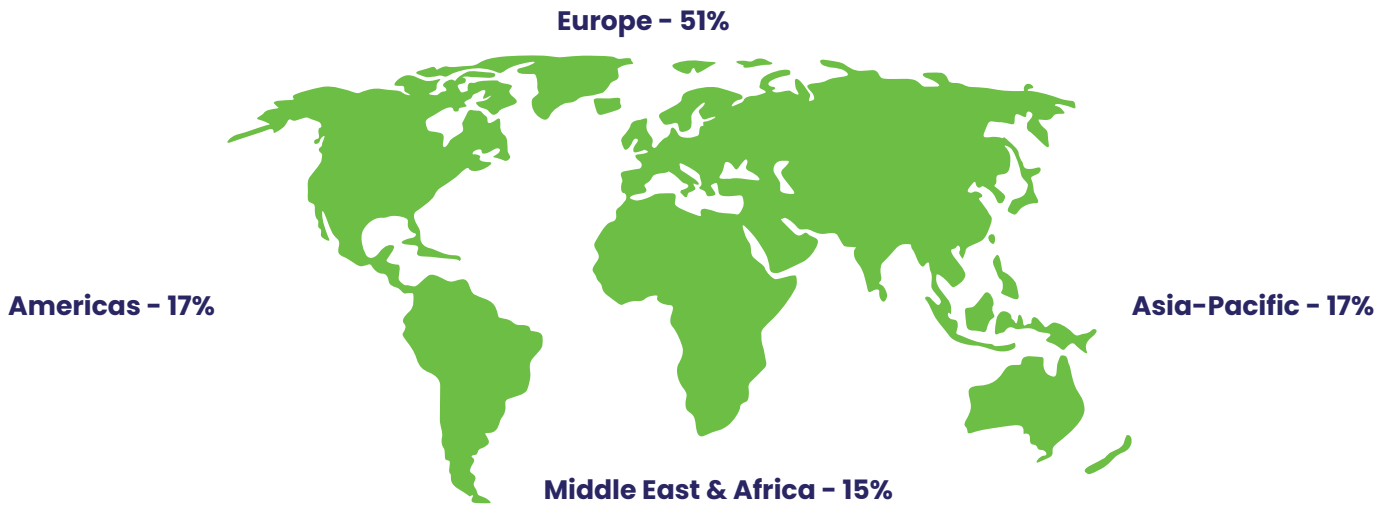 Europe - 51%
Americas - 17%
Asia-Pacific - 17%
Middle East & Africa - 15%